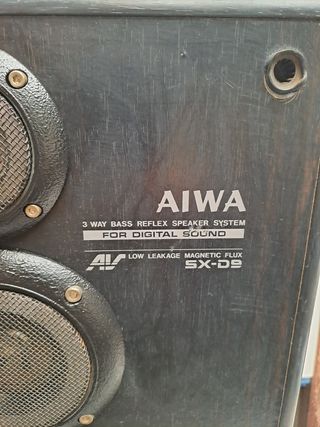 AIWA
3 WAY BASS REFLEX SPEAKER SYSTEM
FOR DIGITAL SOUND
AV LOW LEAKAGE MAGNETIC FLUX
SX-D9